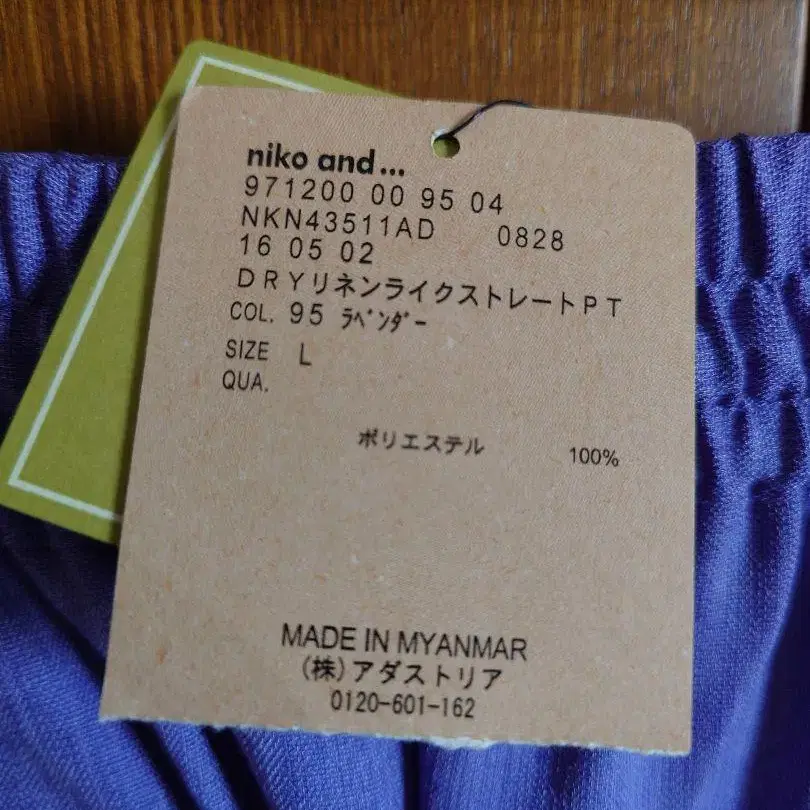 niko and...
971200 00 95 04
NKN43511AD 0828
16 05 02
DRYリネンライクストレートPT
COL. 95 ﾗﾍﾞﾝﾀﾞｰ
SIZE L
QUA.
ポリエステル 100%
MADE IN MYANMAR
(株)アダストリア
0120-601-162